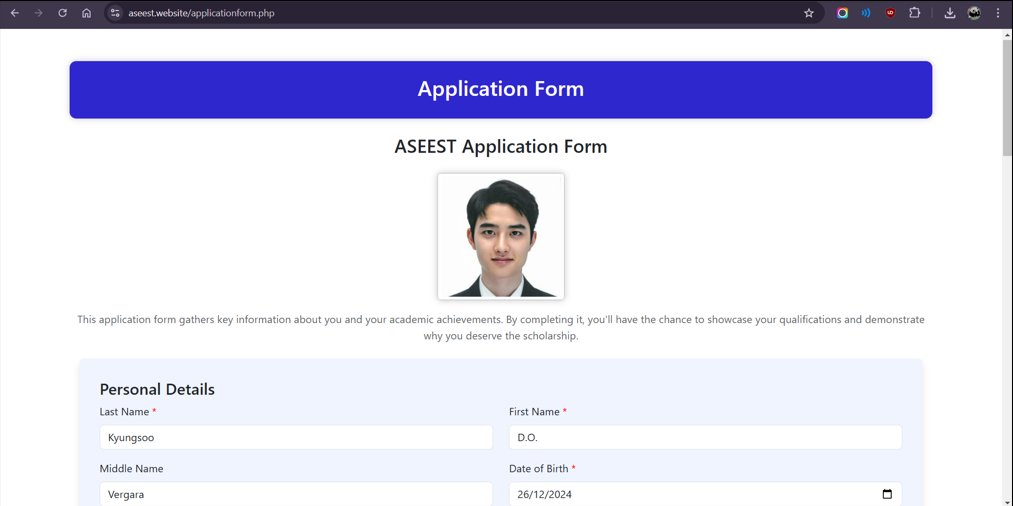 aseest.website/applicationform.php
Application Form
ASEEST Application Form
This application form gathers key information about you and your academic achievements. By completing it, you'll have the chance to showcase your qualifications and demonstrate
why you deserve the scholarship.
Personal Details
Last Name * First Name *
Kyungsoo D.O.
Middle Name Date of Birth *
Vergara 26/12/2024